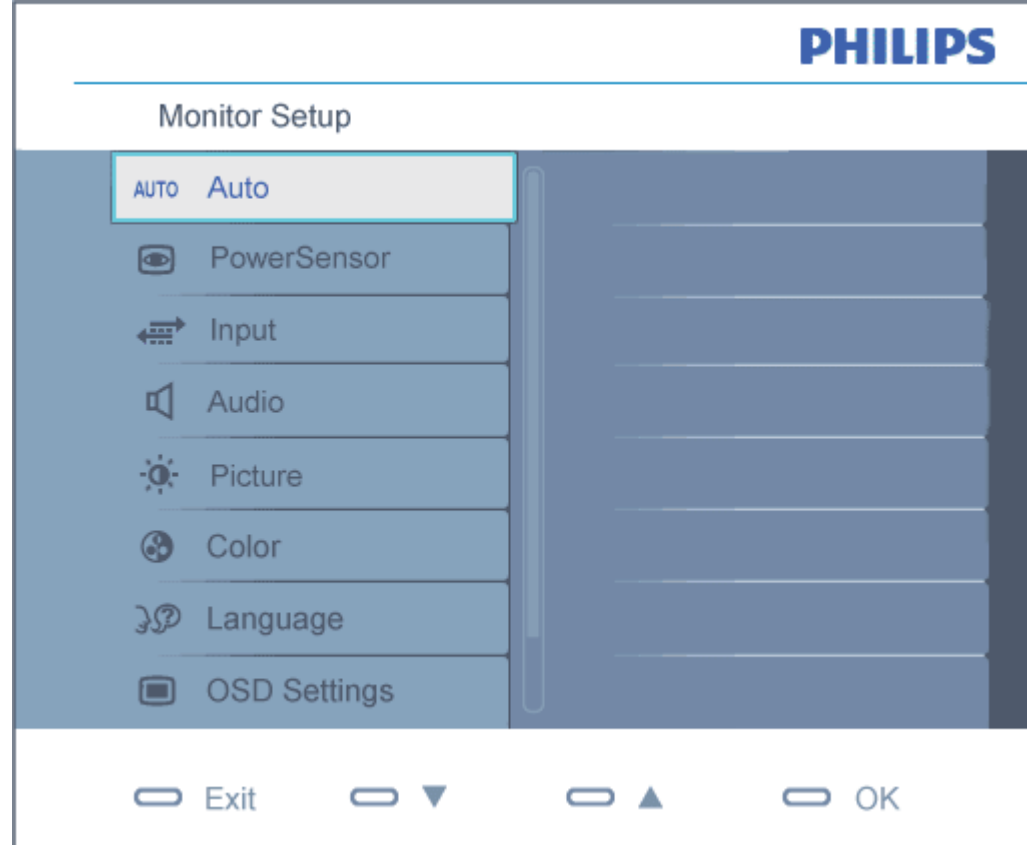 PHILIPS
Monitor Setup
AUTO Auto
PowerSensor
Input
Audio
Picture
Color
Language
OSD Settings
Exit ▼ ▲ OK